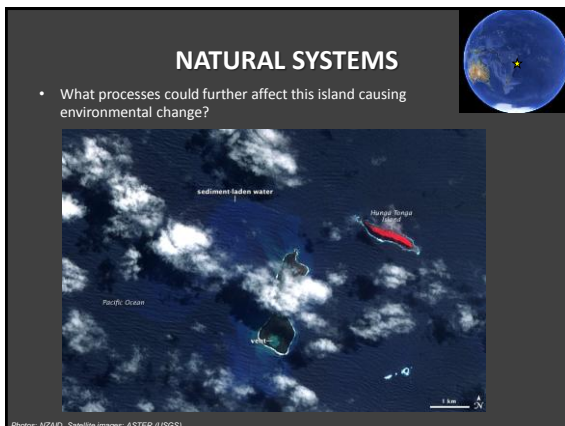 NATURAL SYSTEMS
• What processes could further affect this island causing
environmental change?
sediment-laden water
Hunga Tonga
Island
Pacific Ocean
vent
1 km
N
Photos: NZAID, Satellite images: ASTER (USGS)